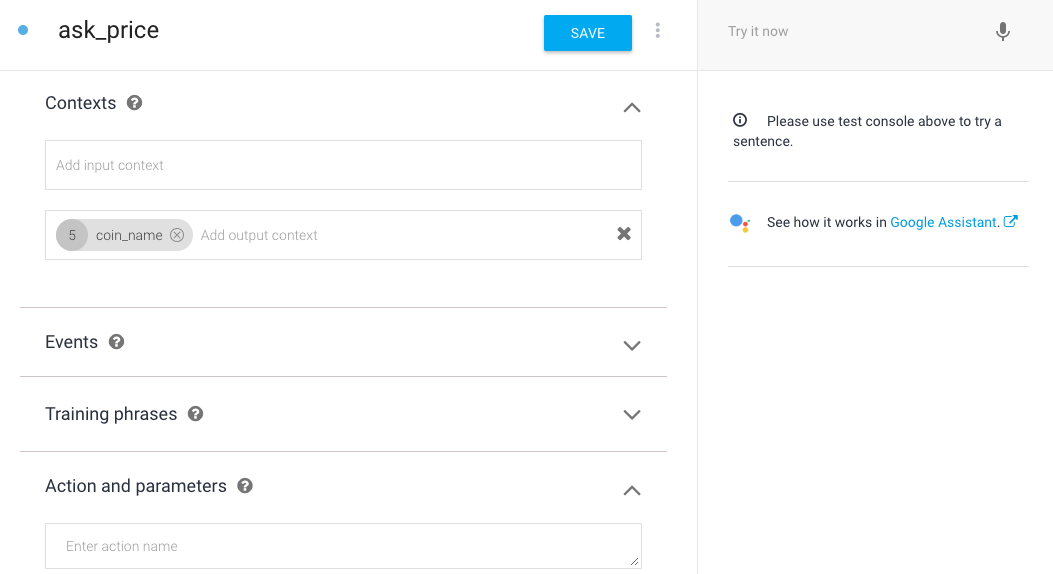 ask_price
SAVE
Try it now
Contexts ?
Add input context
5 coin_name Add output context
Events ?
Training phrases ?
Action and parameters ?
Enter action name
Please use test console above to try a
sentence.
See how it works in Google Assistant.